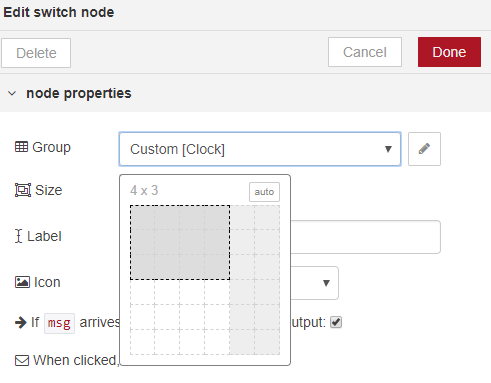 Edit switch node
Delete Cancel Done
node properties
Group Custom [Clock]
Size
4 x 3 auto
Label
Icon
If msg arrives utput:
When clicked,